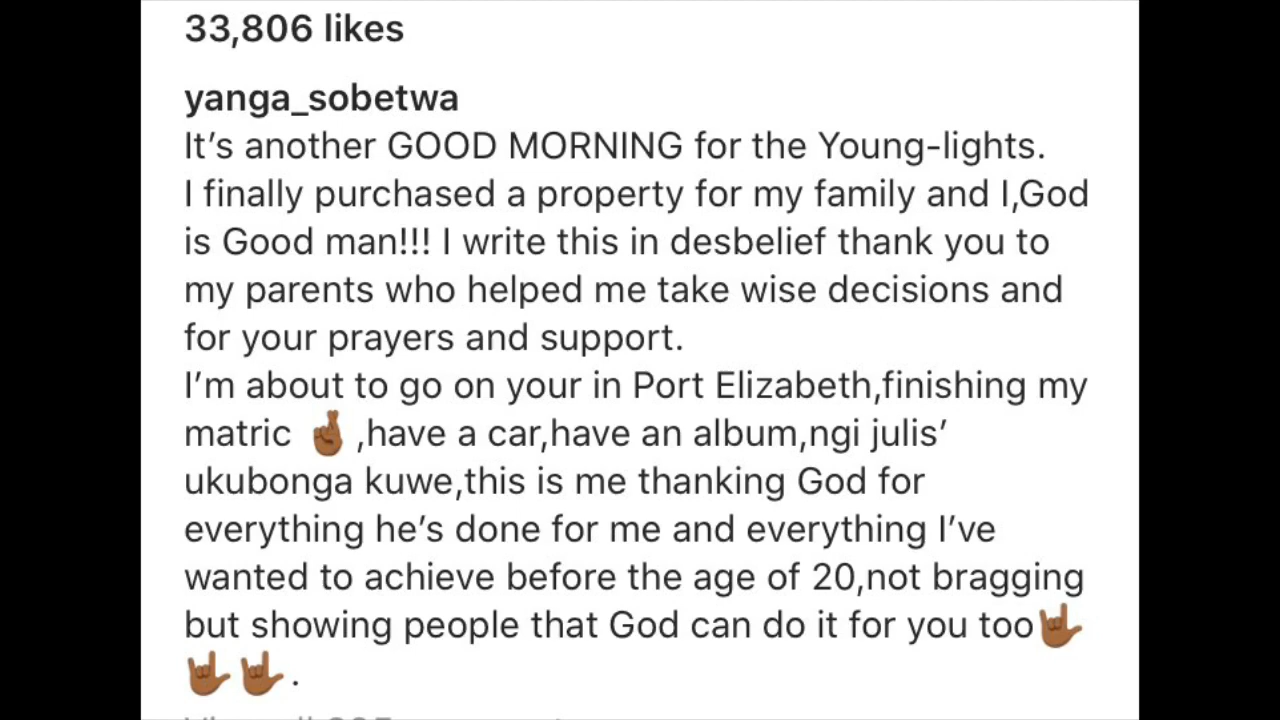 33,806 likes
yanga_sobetwa
It’s another GOOD MORNING for the Young-lights.
I finally purchased a property for my family and I,God
is Good man!!! I write this in desbelief thank you to
my parents who helped me take wise decisions and
for your prayers and support.
I’m about to go on your in Port Elizabeth,finishing my
matric 🤞🏾,have a car,have an album,ngi julis’
ukubonga kuwe,this is me thanking God for
everything he’s done for me and everything I’ve
wanted to achieve before the age of 20,not bragging
but showing people that God can do it for you too🤟🏾
🤟🏾🤟🏾.